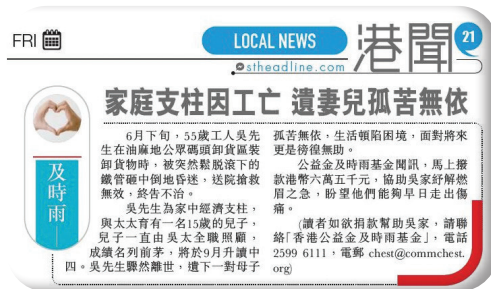 FRI
LOCAL NEWS
港聞
21
stheadline.com
家庭支柱因工亡 遺妻兒孤苦無依
及時雨
6月下旬，55歲工人吳先
生在油麻地公眾碼頭卸貨區裝
卸貨物時，被突然鬆脫滾下的
鐵管砸中倒地昏迷，送院搶救
無效，終告不治。
吳先生為家中經濟支柱，
與太太育有一名15歲的兒子，
兒子一直由吳太全職照顧，
成績名列前茅，將於9月升讀中
四。吳先生驟然離世，遺下一對母子
孤苦無依，生活頓陷困境，面對將來
更是徬徨無助。
公益金及時雨基金聞訊，馬上撥
款港幣六萬五千元，協助吳家紓解燃
眉之急，盼望他們能夠早日走出傷
痛。
(讀者如欲捐款幫助吳家，請聯
絡「香港公益金及時雨基金」，電話
2599 6111，電郵 chest@commchest.
org)